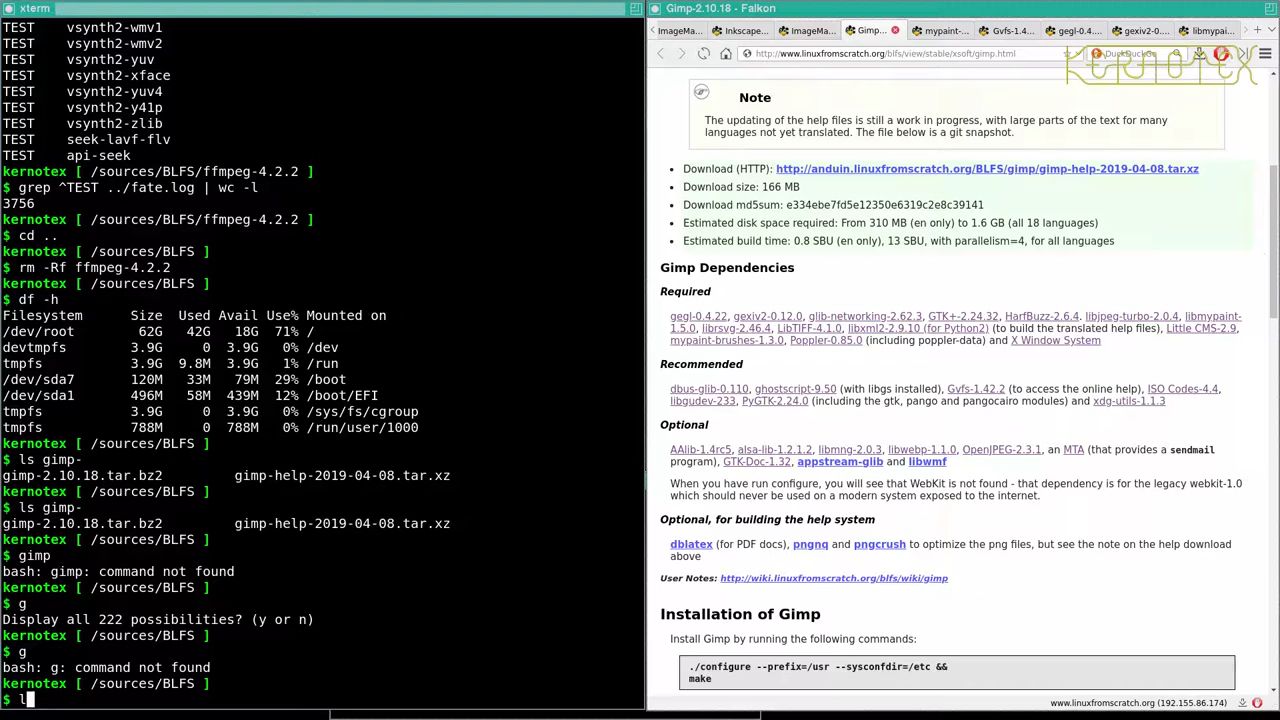 xterm
TEST    vsynth2-wmv1
TEST    vsynth2-wmv2
TEST    vsynth2-yuv
TEST    vsynth2-xface
TEST    vsynth2-yuv4
TEST    vsynth2-y41p
TEST    vsynth2-zlib
TEST    seek-lavf-flv
TEST    api-seek
kernotex [ /sources/BLFS/ffmpeg-4.2.2 ]
$ grep ^TEST ../fate.log | wc -l
3756
kernotex [ /sources/BLFS/ffmpeg-4.2.2 ]
$ cd ..
kernotex [ /sources/BLFS ]
$ rm -Rf ffmpeg-4.2.2
kernotex [ /sources/BLFS ]
$ df -h
Filesystem      Size  Used Avail Use% Mounted on
/dev/root        62G   42G   18G  71% /
devtmpfs        3.9G     0  3.9G   0% /dev
tmpfs           3.9G  9.8M  3.9G   1% /run
/dev/sda7       120M   33M   79M  29% /boot
/dev/sda1       496M   58M  439M  12% /boot/EFI
tmpfs           3.9G     0  3.9G   0% /sys/fs/cgroup
tmpfs           788M     0  788M   0% /run/user/1000
kernotex [ /sources/BLFS ]
$ ls gimp-
gimp-2.10.18.tar.bz2         gimp-help-2019-04-08.tar.xz
kernotex [ /sources/BLFS ]
$ ls gimp-
gimp-2.10.18.tar.bz2         gimp-help-2019-04-08.tar.xz
kernotex [ /sources/BLFS ]
$ gimp
bash: gimp: command not found
kernotex [ /sources/BLFS ]
$ g
Display all 222 possibilities? (y or n)
kernotex [ /sources/BLFS ]
$ g
bash: g: command not found
kernotex [ /sources/BLFS ]
$ l
Gimp-2.10.18 - Falkon
ImageMa... Inkscape... ImageMa... Gimp-... mypaint-... Gvfs-1.4... gegl-0.4.... gexiv2-0.... libmypai...
http://www.linuxfromscratch.org/blfs/view/stable/xsoft/gimp.html DuckDuckGo
KERNOTEX
Note
The updating of the help files is still a work in progress, with large parts of the text for many
languages not yet translated. The file below is a git snapshot.
• Download (HTTP): http://anduin.linuxfromscratch.org/BLFS/gimp/gimp-help-2019-04-08.tar.xz
• Download size: 166 MB
• Download md5sum: e334ebe7fd5e12350e6319c2e8c39141
• Estimated disk space required: From 310 MB (en only) to 1.6 GB (all 18 languages)
• Estimated build time: 0.8 SBU (en only), 13 SBU, with parallelism=4, for all languages
Gimp Dependencies
Required
gegl-0.4.22, gexiv2-0.12.0, glib-networking-2.62.3, GTK+-2.24.32, HarfBuzz-2.6.4, libjpeg-turbo-2.0.4, libmypaint-
1.5.0, librsvg-2.46.4, LibTIFF-4.1.0, libxml2-2.9.10 (for Python2) (to build the translated help files), Little CMS-2.9,
mypaint-brushes-1.3.0, Poppler-0.85.0 (including poppler-data) and X Window System
Recommended
dbus-glib-0.110, ghostscript-9.50 (with libgs installed), Gvfs-1.42.2 (to access the online help), ISO Codes-4.4,
libgudev-233, PyGTK-2.24.0 (including the gtk, pango and pangocairo modules) and xdg-utils-1.1.3
Optional
AAlib-1.4rc5, alsa-lib-1.2.1.2, libmng-2.0.3, libwebp-1.1.0, OpenJPEG-2.3.1, an MTA (that provides a sendmail
program), GTK-Doc-1.32, appstream-glib and libwmf
When you have run configure, you will see that WebKit is not found - that dependency is for the legacy webkit-1.0
which should never be used on a modern system exposed to the internet.
Optional, for building the help system
dblatex (for PDF docs), pngnq and pngcrush to optimize the png files, but see the note on the help download
above
User Notes: http://wiki.linuxfromscratch.org/blfs/wiki/gimp
Installation of Gimp
Install Gimp by running the following commands:
./configure --prefix=/usr --sysconfdir=/etc &&
make
www.linuxfromscratch.org (192.155.86.174)